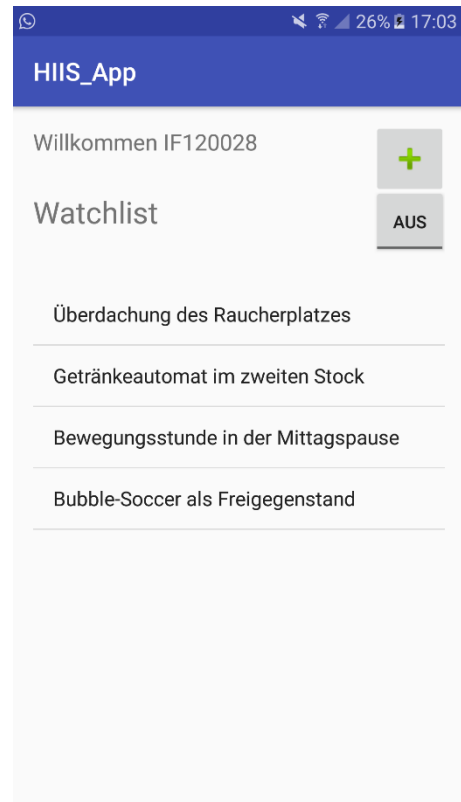 26% 17:03
HIIS_App
Willkommen IF120028
Watchlist
AUS
Überdachung des Raucherplatzes
Getränkeautomat im zweiten Stock
Bewegungsstunde in der Mittagspause
Bubble-Soccer als Freigegenstand